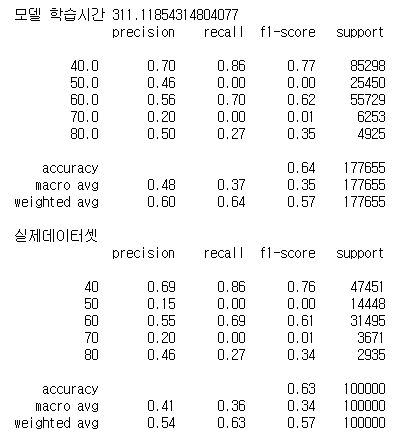 모델 학습시간 311.11854314804077
precision recall f1-score support
40.0 0.70 0.86 0.77 85298
50.0 0.46 0.00 0.00 25450
60.0 0.56 0.70 0.62 55729
70.0 0.20 0.00 0.01 6253
80.0 0.50 0.27 0.35 4925
accuracy 0.64 177655
macro avg 0.48 0.37 0.35 177655
weighted avg 0.60 0.64 0.57 177655
실제데이터셋
precision recall f1-score support
40 0.69 0.86 0.76 47451
50 0.15 0.00 0.00 14448
60 0.55 0.69 0.61 31495
70 0.20 0.00 0.01 3671
80 0.46 0.27 0.34 2935
accuracy 0.63 100000
macro avg 0.41 0.36 0.34 100000
weighted avg 0.54 0.63 0.57 100000